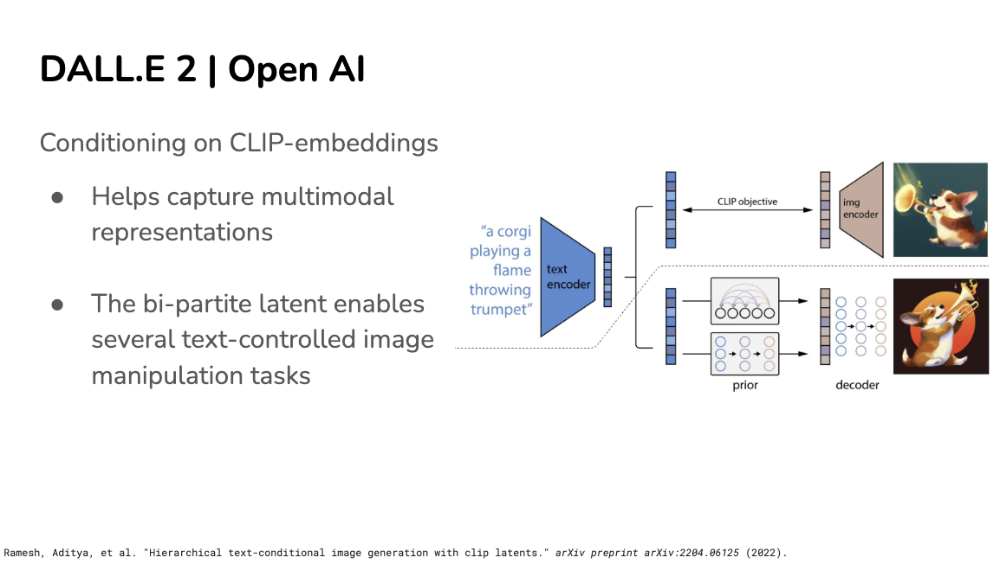 DALL.E 2 | Open AI
Conditioning on CLIP-embeddings
● Helps capture multimodal
representations
● The bi-partite latent enables
several text-controlled image
manipulation tasks
“a corgi
playing a
flame
throwing
trumpet”
text
encoder
CLIP objective
img
encoder
prior
decoder
Ramesh, Aditya, et al. "Hierarchical text-conditional image generation with clip latents." arXiv preprint arXiv:2204.06125 (2022).